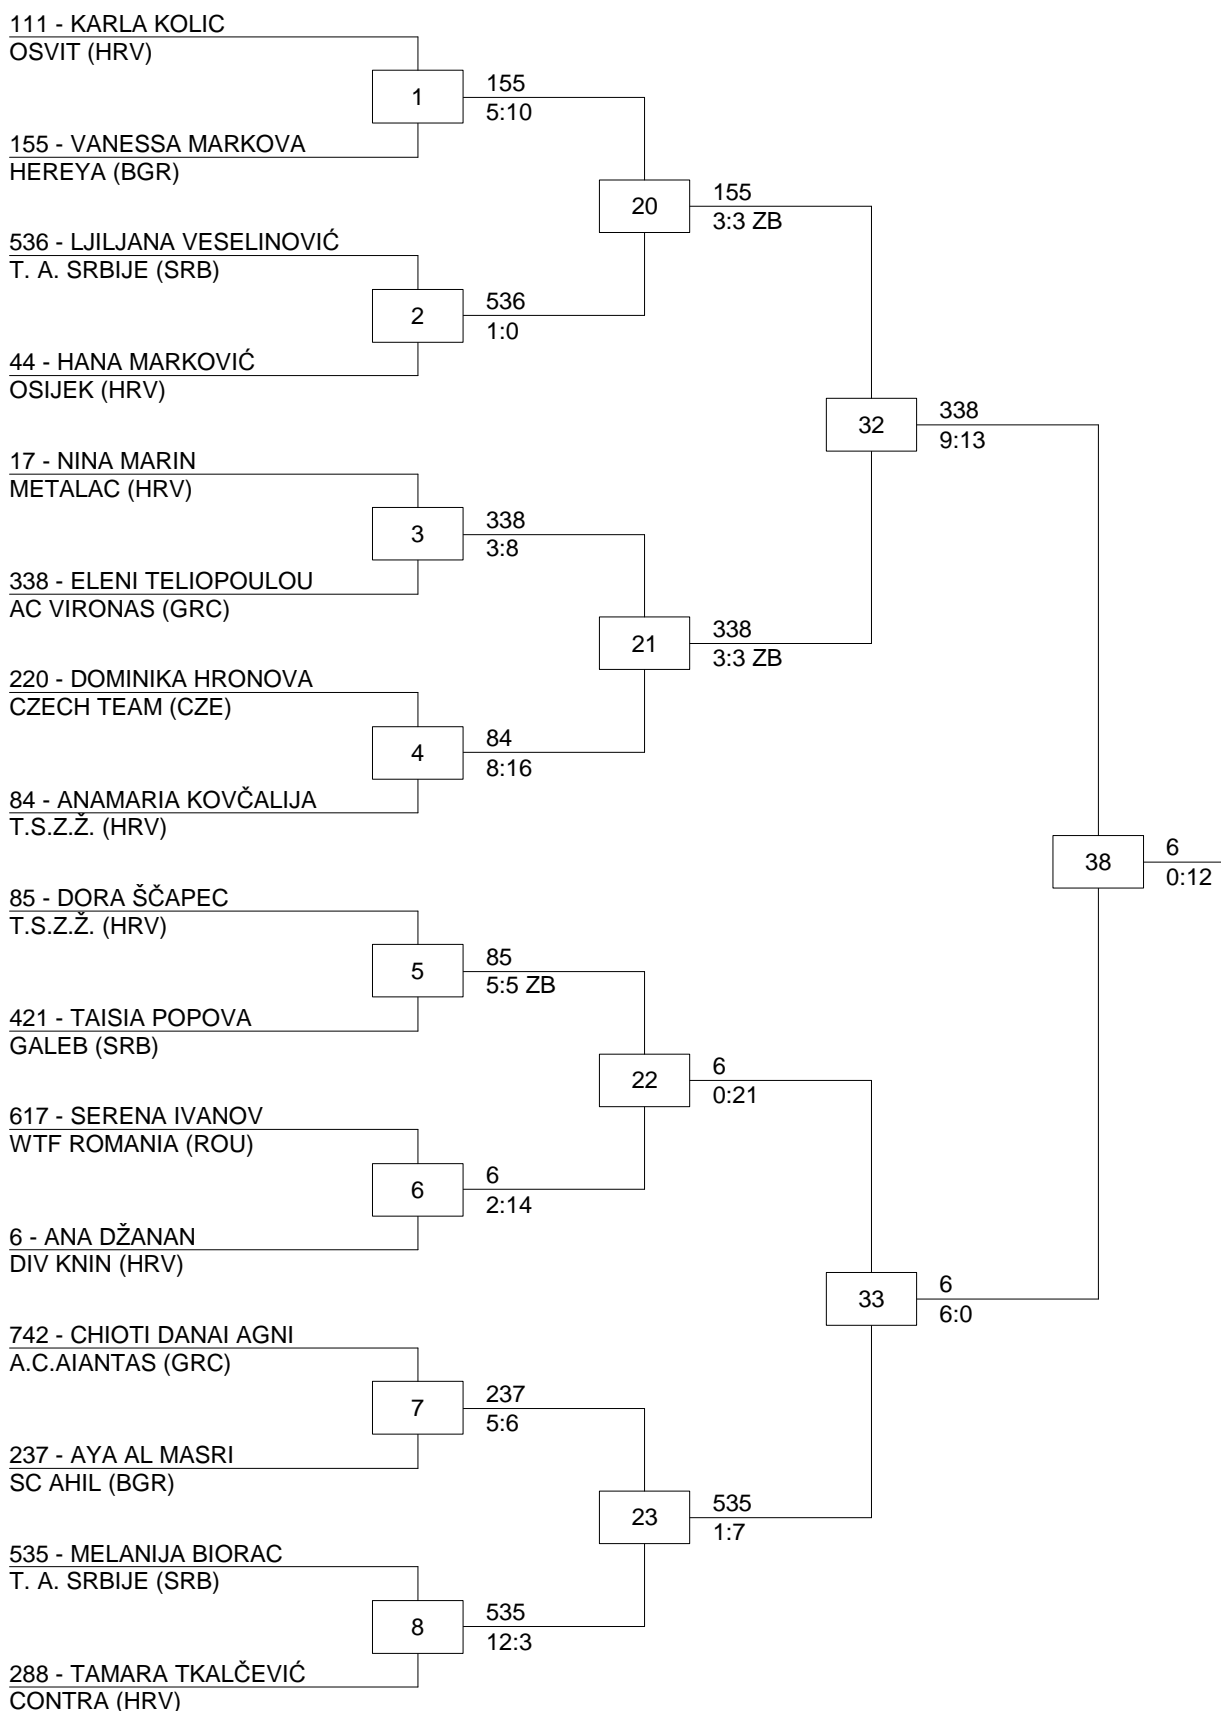 111 - KARLA KOLIC
OSVIT (HRV)
1
155
5:10
155 - VANESSA MARKOVA
HEREYA (BGR)
20
155
3:3 ZB
536 - LJILJANA VESELINOVIĆ
T. A. SRBIJE (SRB)
2
536
1:0
44 - HANA MARKOVIĆ
OSIJEK (HRV)
32
338
9:13
17 - NINA MARIN
METALAC (HRV)
3
338
3:8
338 - ELENI TELIOPOULOU
AC VIRONAS (GRC)
21
338
3:3 ZB
220 - DOMINIKA HRONOVA
CZECH TEAM (CZE)
4
84
8:16
84 - ANAMARIA KOVČALIJA
T.S.Z.Ž. (HRV)
38
6
0:12
85 - DORA ŠČAPEC
T.S.Z.Ž. (HRV)
5
85
5:5 ZB
421 - TAISIA POPOVA
GALEB (SRB)
22
6
0:21
617 - SERENA IVANOV
WTF ROMANIA (ROU)
6
6
2:14
6 - ANA DŽANAN
DIV KNIN (HRV)
33
6
6:0
742 - CHIOTI DANAI AGNI
A.C.AIANTAS (GRC)
7
237
5:6
237 - AYA AL MASRI
SC AHIL (BGR)
23
535
1:7
535 - MELANIJA BIORAC
T. A. SRBIJE (SRB)
8
535
12:3
288 - TAMARA TKALČEVIĆ
CONTRA (HRV)